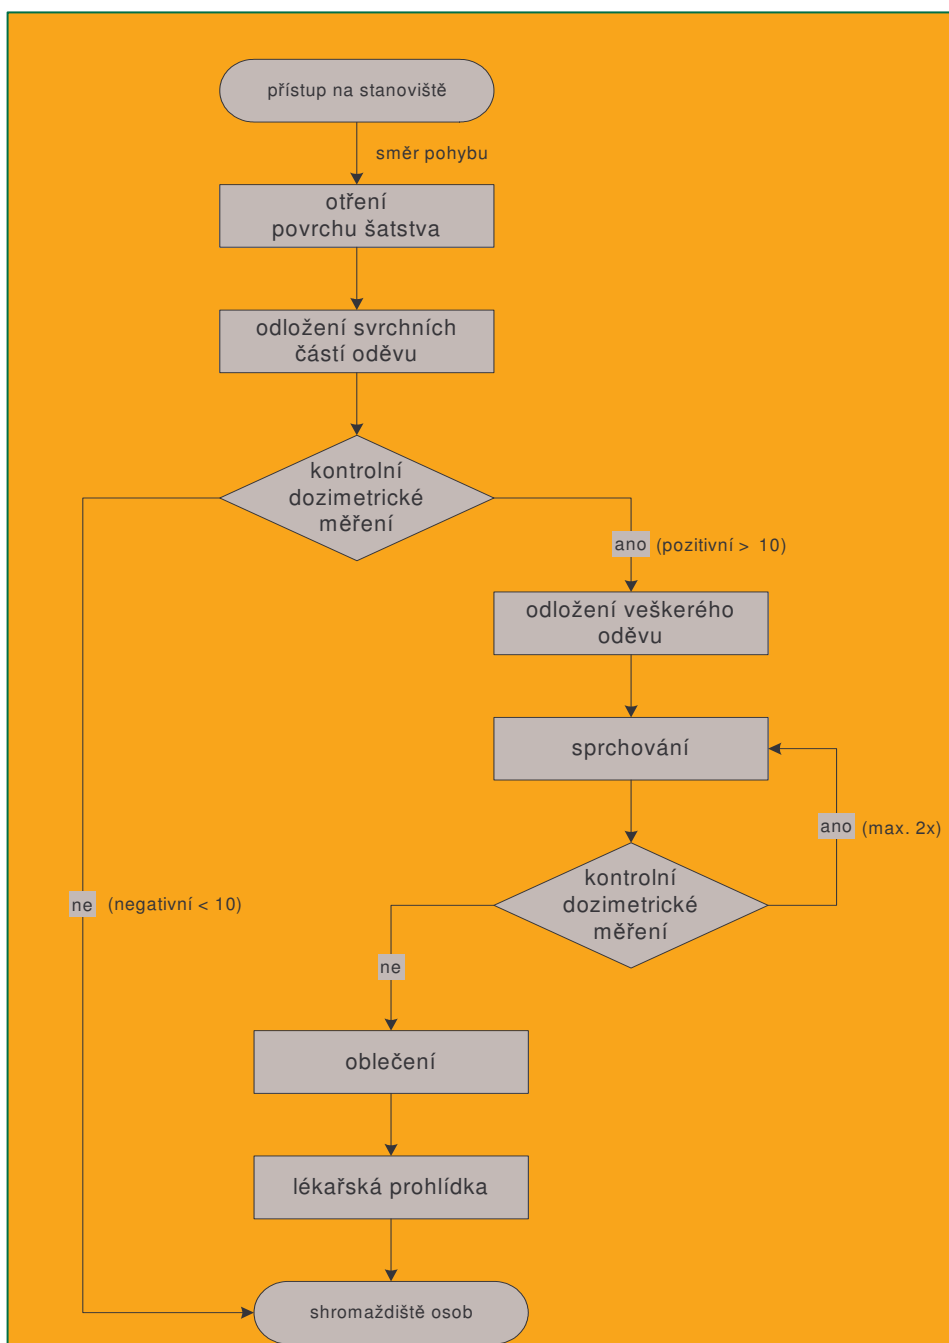 přístup na stanoviště
směr pohybu
otření
povrchu šatstva
odložení svrchních
částí oděvu
kontrolní
dozimetrické
měření
ano (pozitivní > 10)
odložení veškerého
oděvu
sprchování
ano (max. 2x)
kontrolní
dozimetrické
měření
ne (negativní < 10)
ne
oblečení
lékařská prohlídka
shromaždiště osob